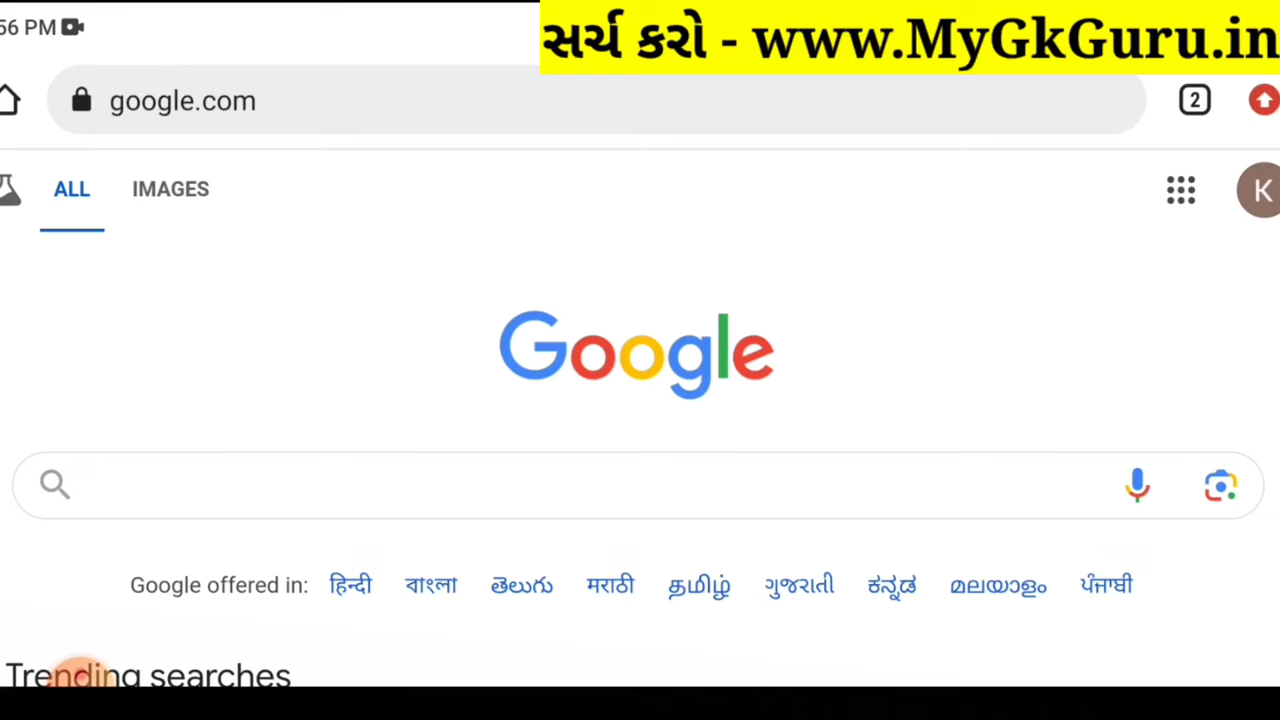 56 PM
સર્ચ કરો - www.MyGkGuru.in
google.com
2
ALL IMAGES
K
Google
Google offered in: हिन्दी বাংলা తెలుగు मराठी தமிழ் ગુજરાતી ಕನ್ನಡ മലയാളം ਪੰਜਾਬੀ
Trending searches